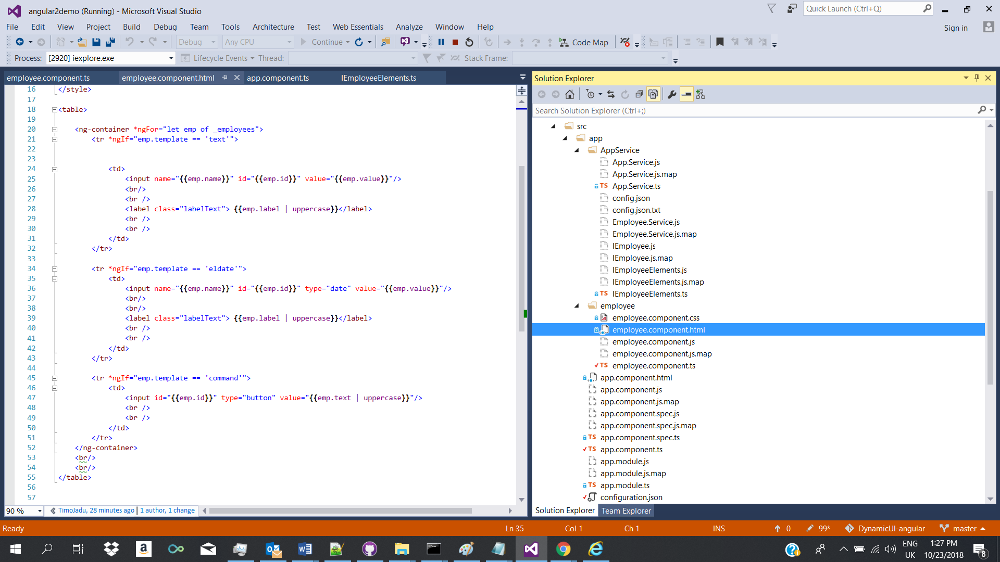 angular2demo (Running) - Microsoft Visual Studio
Quick Launch (Ctrl+Q)
File Edit View Project Build Debug Team Tools Architecture Test Web Essentials Analyze Window Help
Sign in
Debug Any CPU Continue Code Map
Process: [2920] iexplore.exe Lifecycle Events Thread: Stack Frame:
employee.component.ts employee.component.html app.component.ts IEmployeeElements.ts
16 </style>
17
18 <table>
19
20 <ng-container *ngFor="let emp of _employees">
21 <tr *ngIf="emp.template == 'text'">
22
23
24 <td>
25 <input name="{{emp.name}}" id="{{emp.id}}" value="{{emp.value}}"/>
26 <br/>
27 <br />
28 <label class="labelText"> {{emp.label | uppercase}}</label>
29 <br />
30 <br />
31 </td>
32 </tr>
33
34 <tr *ngIf="emp.template == 'eldate'">
35 <td>
36 <input name="{{emp.name}}" id="{{emp.id}}" type="date" value="{{emp.value}}"/>
37 <br/>
38 <br/>
39 <label class="labelText"> {{emp.label | uppercase}}</label>
40 <br />
41 <br />
42 </td>
43 </tr>
44
45 <tr *ngIf="emp.template == 'command'">
46 <td>
47 <input id="{{emp.id}}" type="button" value="{{emp.text | uppercase}}"/>
48 <br />
49 <br />
50 </td>
51 </tr>
52 </ng-container>
53 <br/>
54 <br/>
55 </table>
56
57
90 % TimoJadu, 28 minutes ago | 1 author, 1 change
Solution Explorer
Search Solution Explorer (Ctrl+;)
src
app
AppService
App.Service.js
App.Service.js.map
TS App.Service.ts
config.json
config.json.txt
Employee.Service.js
Employee.Service.js.map
IEmployee.js
IEmployee.js.map
IEmployeeElements.js
IEmployeeElements.js.map
TS IEmployeeElements.ts
employee
employee.component.css
employee.component.html
employee.component.js
employee.component.js.map
TS employee.component.ts
app.component.html
app.component.js
app.component.js.map
app.component.spec.js
app.component.spec.js.map
TS app.component.spec.ts
TS app.component.ts
app.module.js
app.module.js.map
TS app.module.ts
configuration.json
Solution Explorer Team Explorer
Ready Ln 35 Col 1 Ch 1 INS 0 99* DynamicUI-angular master
ENG
UK
1:27 PM
10/23/2018
8